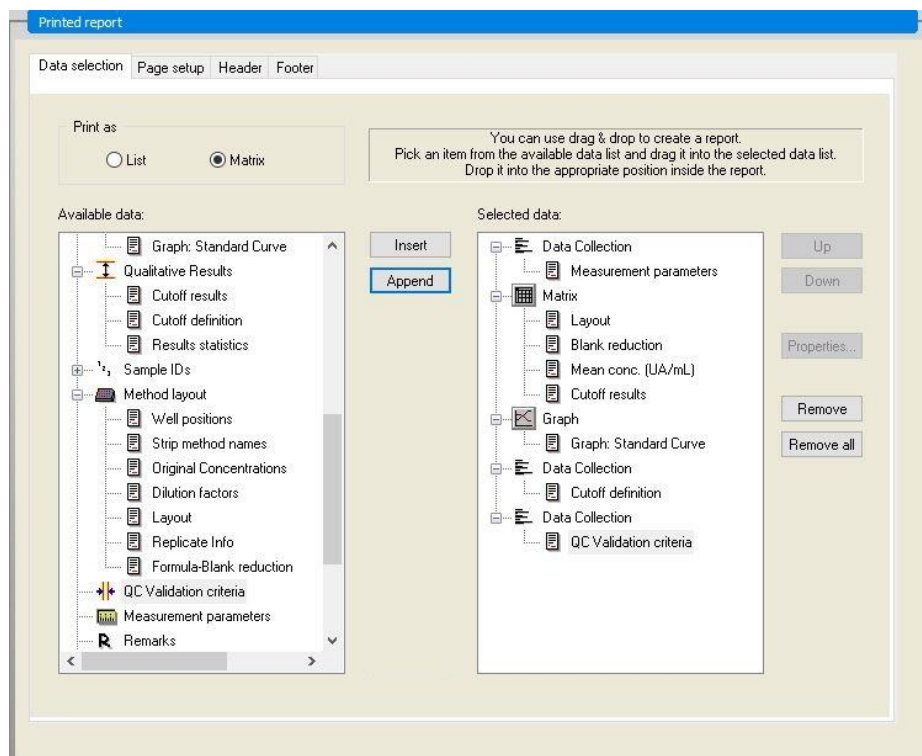 Printed report
Data selection Page setup Header Footer
Print as
List Matrix
You can use drag & drop to create a report.
Pick an item from the available data list and drag it into the selected data list.
Drop it into the appropriate position inside the report.
Available data:
Graph: Standard Curve
Qualitative Results
Cutoff results
Cutoff definition
Results statistics
Sample IDs
Method layout
Well positions
Strip method names
Original Concentrations
Dilution factors
Layout
Replicate Info
Formula-Blank reduction
QC Validation criteria
Measurement parameters
R Remarks
Insert
Append
Selected data:
Data Collection
Measurement parameters
Matrix
Layout
Blank reduction
Mean conc. (UA/mL)
Cutoff results
Graph
Graph: Standard Curve
Data Collection
Cutoff definition
Data Collection
QC Validation criteria
Up
Down
Properties...
Remove
Remove all